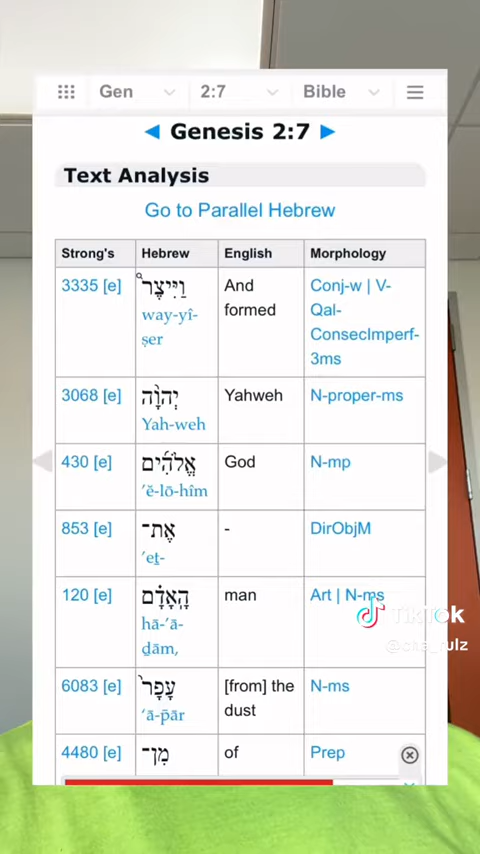 Gen 2:7 Bible
Genesis 2:7
Text Analysis
Go to Parallel Hebrew
Strong's Hebrew English Morphology
3335 [e] וַיִּיצֶר֩ And Conj-w | V-
way-yî- formed Qal-
ṣer ConsecImperf-
3ms
3068 [e] יְהוָ֨ה Yahweh N-proper-ms
Yah-weh
430 [e] אֱלֹהִ֜ים God N-mp
’ĕ-lō-hîm
853 [e] אֶת־ - DirObjM
’eṯ-
120 [e] הָֽאָדָ֗ם man Art | N-ms
hā-’ā-
ḏām,
6083 [e] עָפָר֙ [from] the N-ms
‘ā-p̄ār dust
4480 [e] מִן־ of Prep
TikTok